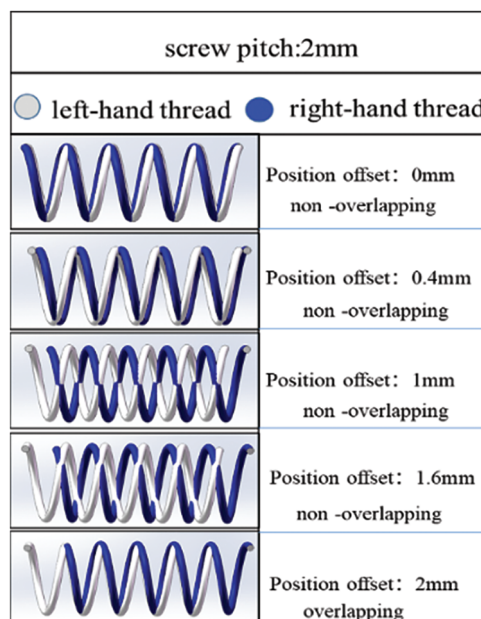 screw pitch:2mm
left-hand thread right-hand thread
Position offset：0mm
non -overlapping
Position offset：0.4mm
non -overlapping
Position offset：1mm
non -overlapping
Position offset：1.6mm
non -overlapping
Position offset：2mm
overlapping